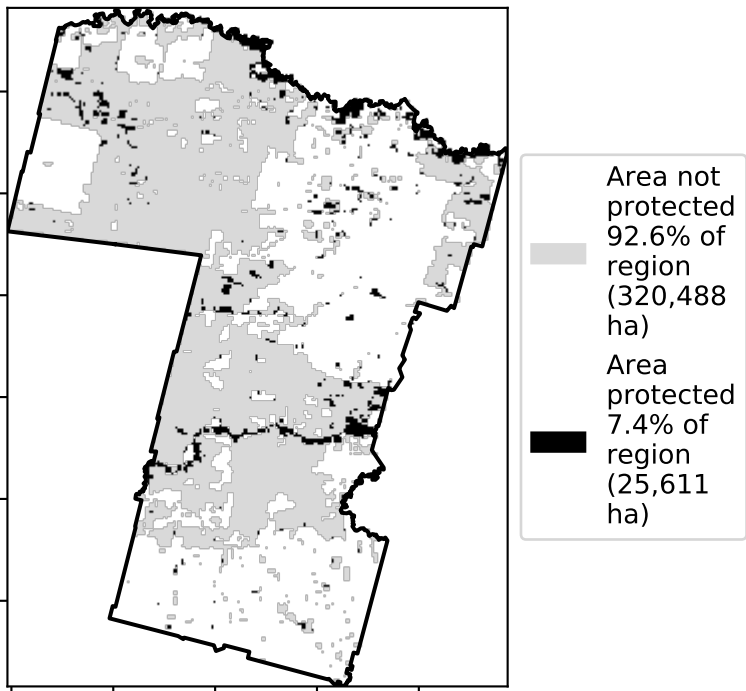 Area not
protected
92.6% of
region
(320,488
ha)
Area
protected
7.4% of
region
(25,611
ha)